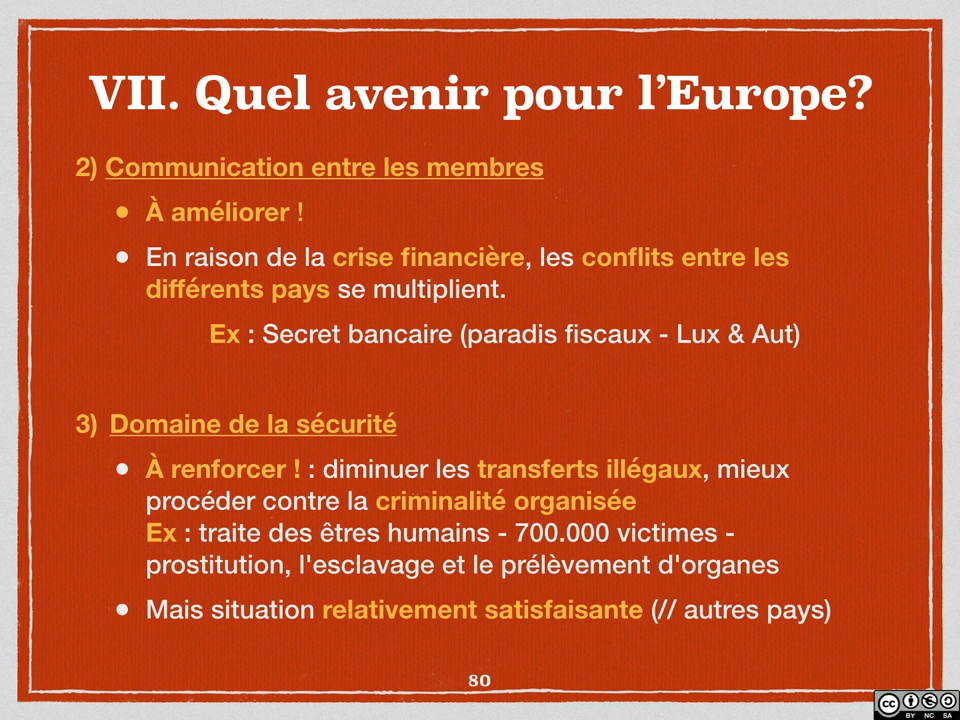 VII. Quel avenir pour l’Europe?
2) Communication entre les membres
• À améliorer !
• En raison de la crise financière, les conflits entre les
différents pays se multiplient.
Ex : Secret bancaire (paradis fiscaux - Lux & Aut)
3) Domaine de la sécurité
• À renforcer ! : diminuer les transferts illégaux, mieux
procéder contre la criminalité organisée
Ex : traite des êtres humains - 700.000 victimes -
prostitution, l'esclavage et le prélèvement d'organes
• Mais situation relativement satisfaisante (// autres pays)
80
cc BY NC SA